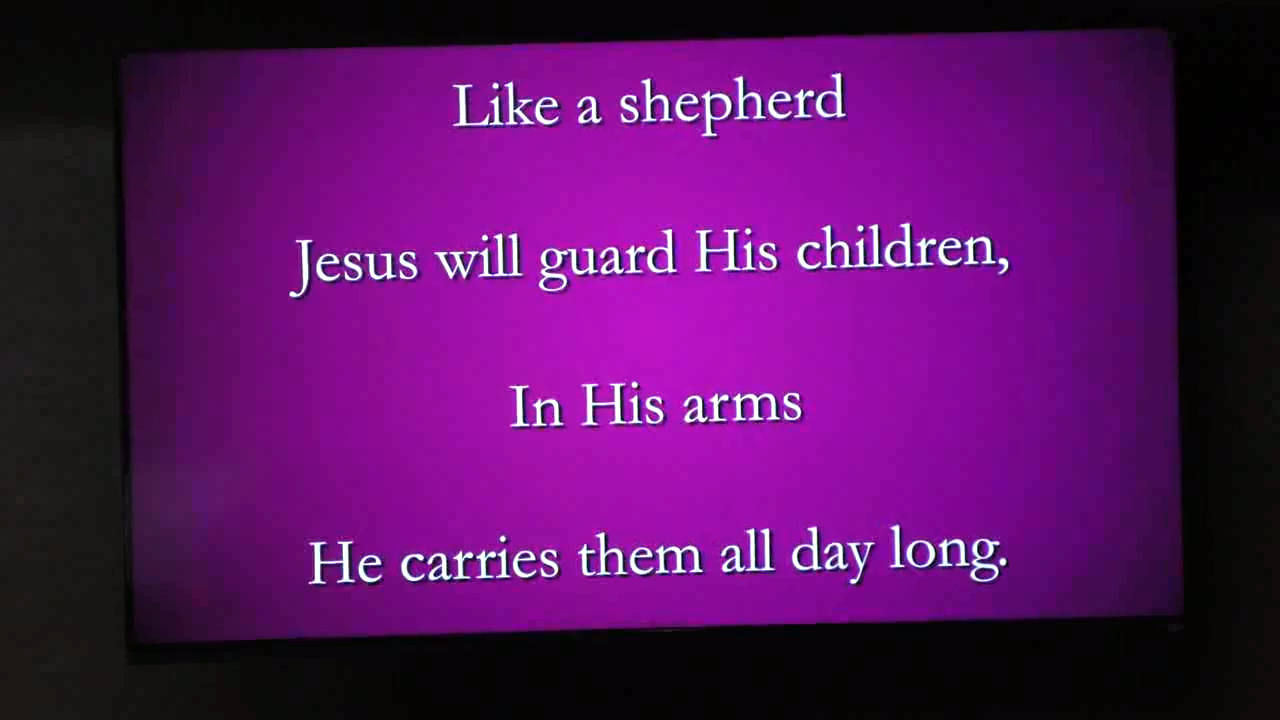 Like a shepherd
Jesus will guard His children,
In His arms
He carries them all day long.